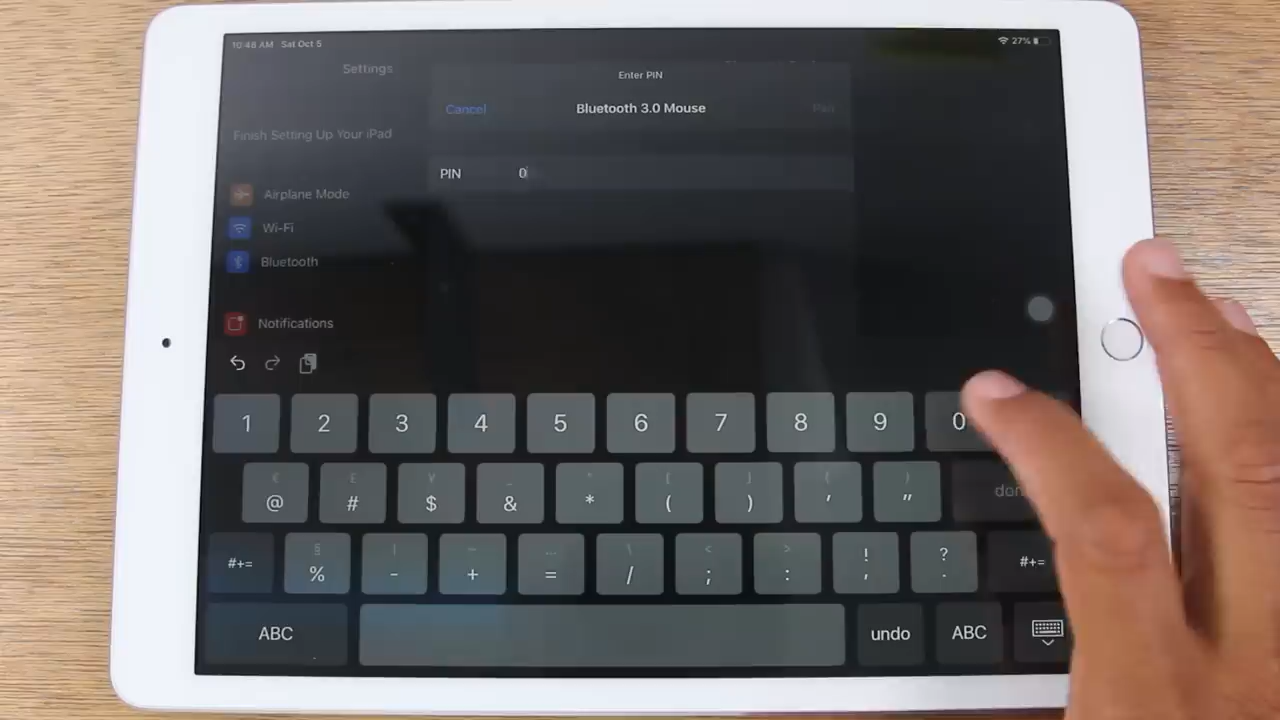 10:48 AM Sat Oct 5
27%
Settings
Enter PIN
Cancel
Bluetooth 3.0 Mouse
Pair
Finish Setting Up Your iPad
PIN 0
Airplane Mode
Wi-Fi
Bluetooth
Notifications
1 2 3 4 5 6 7 8 9 0
@ # $ & * ( ) ' "
#+= % - + = / ; : ! , ? . #+=
ABC undo ABC